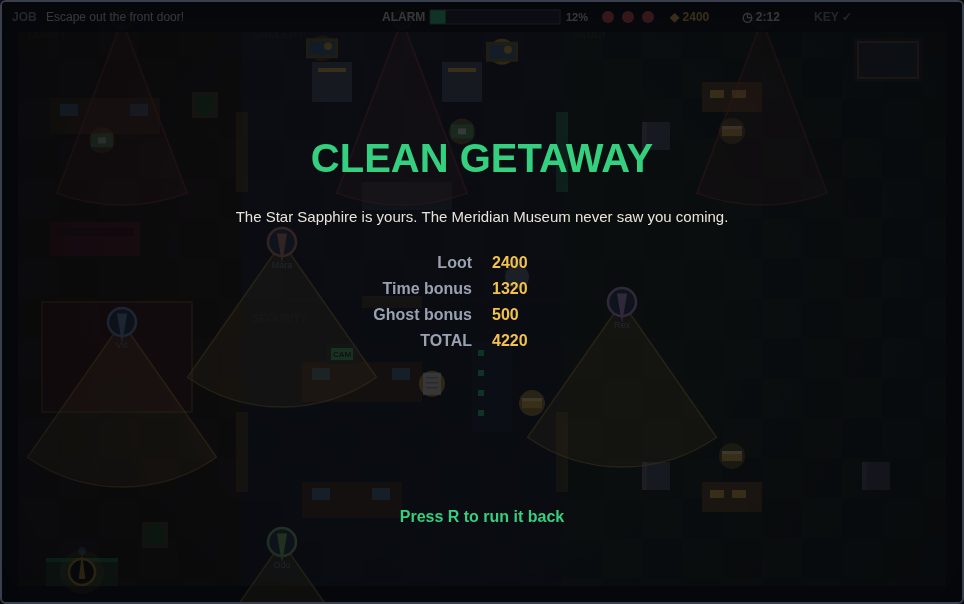 JOB Escape out the front door! ALARM 12% 2400 2:12 KEY ✓
CLEAN GETAWAY
The Star Sapphire is yours. The Meridian Museum never saw you coming.
Loot 2400
Time bonus 1320
Ghost bonus 500
TOTAL 4220
Mara
SECURITY
Rex
CAM
Press R to run it back
Odo